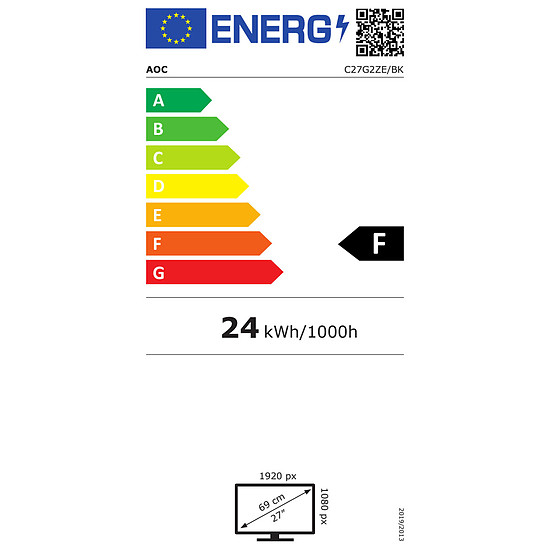 ENERG
AOC C27G2ZE/BK
A
B
C
D
E
F
F
G
24 kWh/1000h
1920 px
69 cm
27"
1080 px
2019/2013